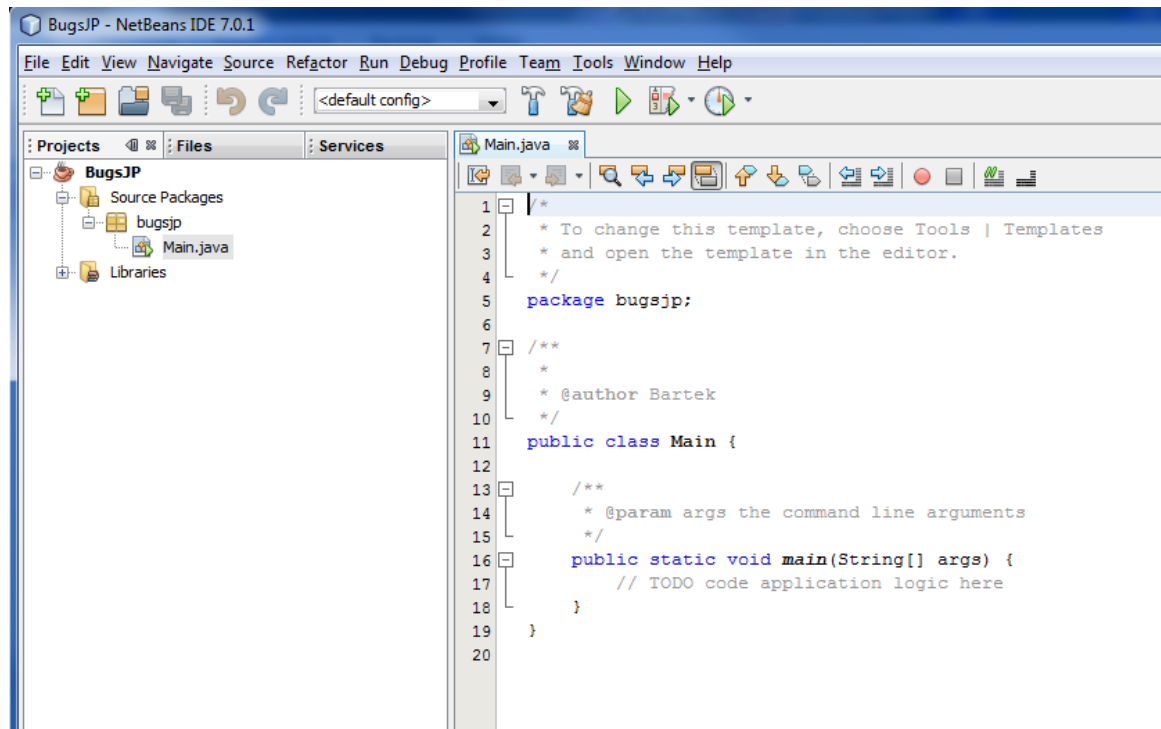 BugsJP - NetBeans IDE 7.0.1
File Edit View Navigate Source Refactor Run Debug Profile Team Tools Window Help
<default config>
Projects Files Services
BugsJP
Source Packages
bugsjp
Main.java
Libraries
Main.java
1 /*
2  * To change this template, choose Tools | Templates
3  * and open the template in the editor.
4  */
5 package bugsjp;
6
7 /**
8  *
9  * @author Bartek
10  */
11 public class Main {
12
13     /**
14      * @param args the command line arguments
15      */
16     public static void main(String[] args) {
17         // TODO code application logic here
18     }
19 }
20